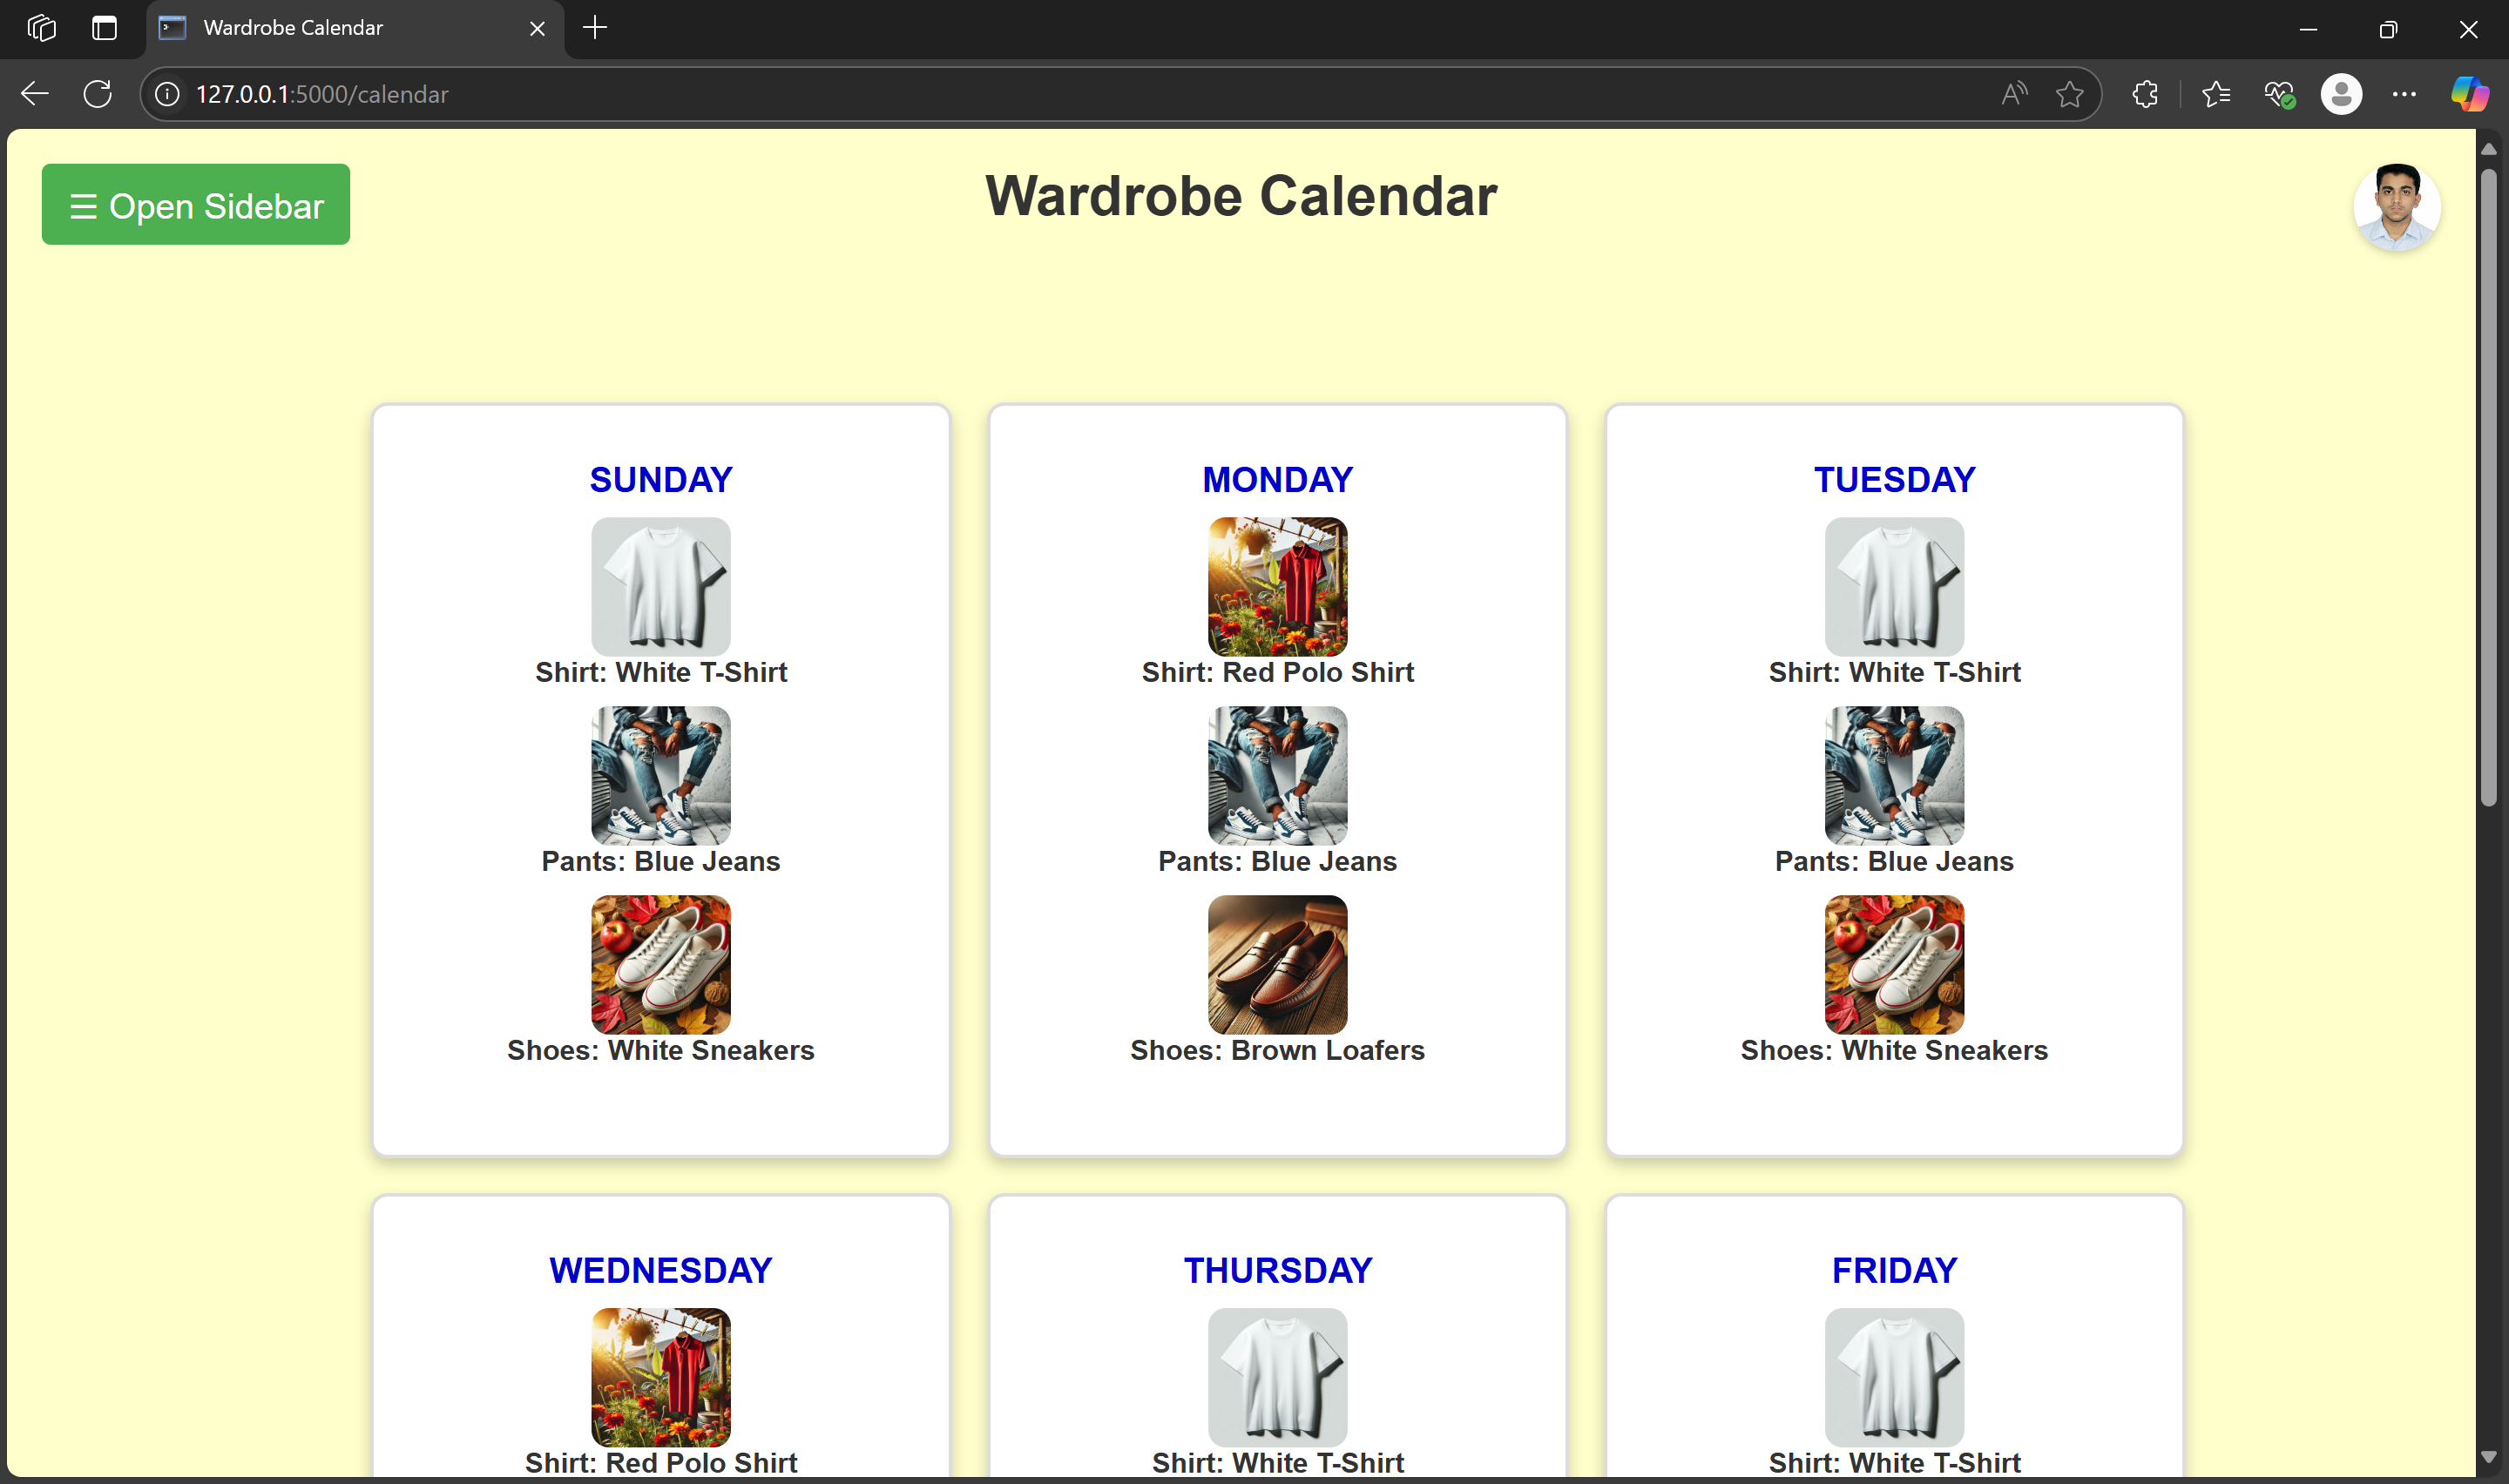 Wardrobe Calendar
127.0.0.1:5000/calendar
☰ Open Sidebar
Wardrobe Calendar
SUNDAY
Shirt: White T-Shirt
Pants: Blue Jeans
Shoes: White Sneakers
MONDAY
Shirt: Red Polo Shirt
Pants: Blue Jeans
Shoes: Brown Loafers
TUESDAY
Shirt: White T-Shirt
Pants: Blue Jeans
Shoes: White Sneakers
WEDNESDAY
Shirt: Red Polo Shirt
THURSDAY
Shirt: White T-Shirt
FRIDAY
Shirt: White T-Shirt